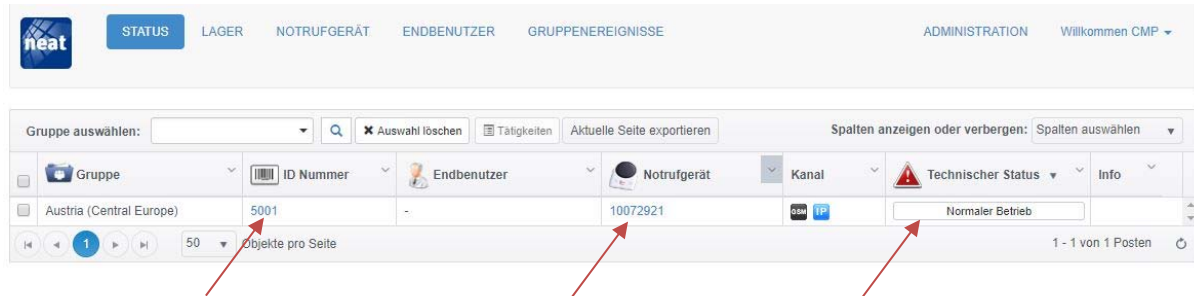 neat STATUS LAGER NOTRUFGERÄT ENDBENUTZER GRUPPENEREIGNISSE ADMINISTRATION Willkommen CMP
Gruppe auswählen: Auswahl löschen Tätigkeiten Aktuelle Seite exportieren Spalten anzeigen oder verbergen: Spalten auswählen
Gruppe ID Nummer Endbenutzer Notrufgerät Kanal Technischer Status Info
Austria (Central Europe) 5001 - 10072921 GSM IP Normaler Betrieb
1 50 Objekte pro Seite 1 - 1 von 1 Posten